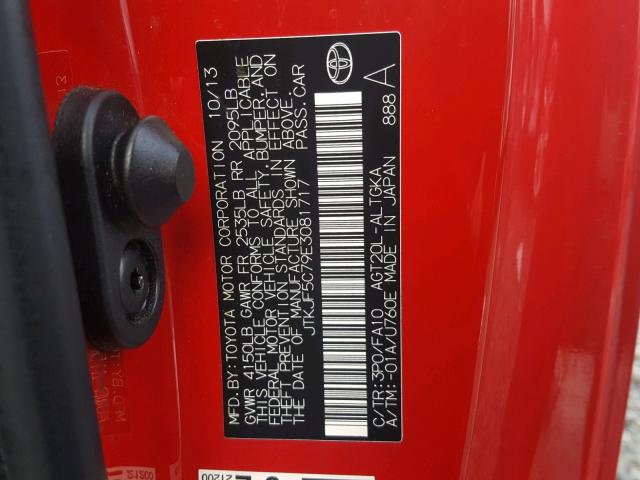 MFD.BY:TOYOTA MOTOR CORPORATION 10/13
GVWR 4150LB GAWR FR 2535LB RR 2095LB
THIS VEHICLE CONFORMS TO ALL APPLICABLE
FEDERAL MOTOR VEHICLE SAFETY, BUMPER, AND
THEFT PREVENTION STANDARDS IN EFFECT ON
THE DATE OF MANUFACTURE SHOWN ABOVE.
JTKJF5C79E3081717 PASS. CAR
C/TR:3P0/FA10 AGT20L-ALTGKA
A/TM:-01A/U760E MADE IN JAPAN 888 A
21200
21200